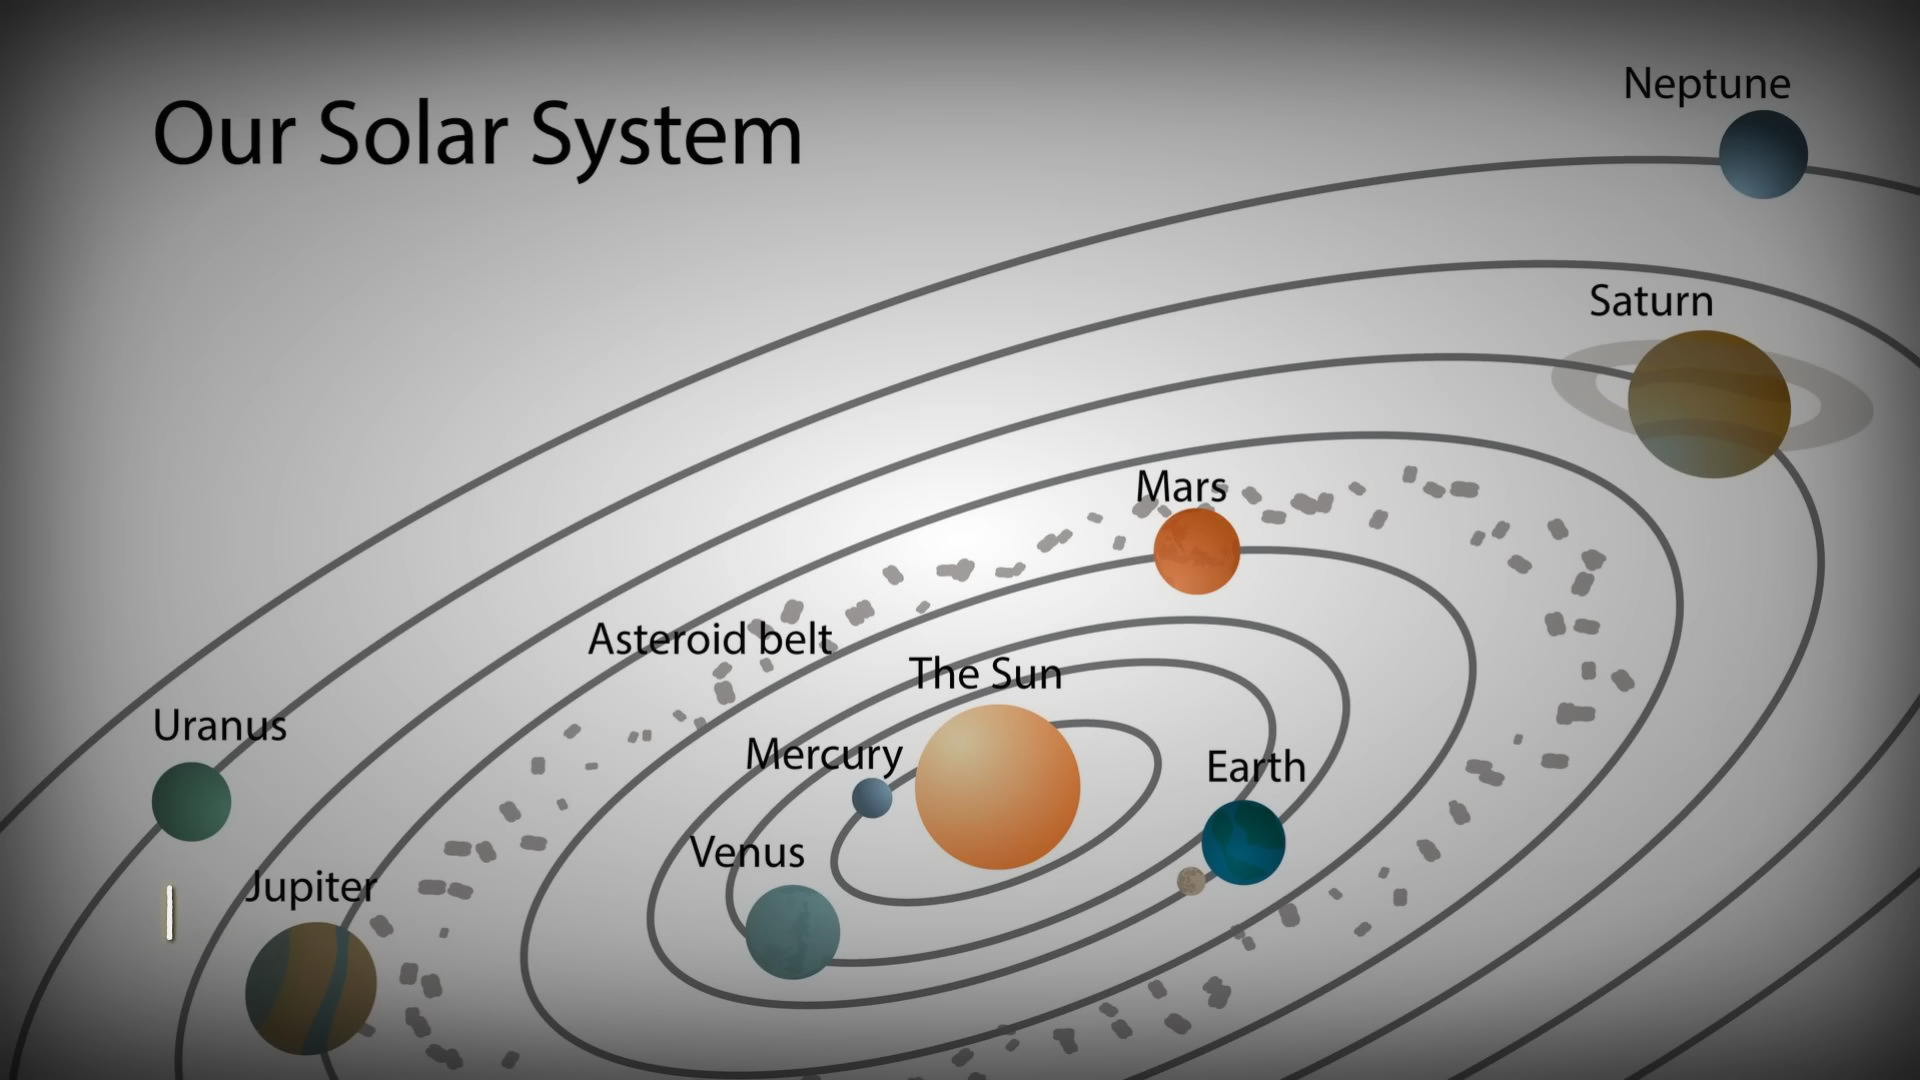 Our Solar System
Neptune
Saturn
Mars
Asteroid belt
The Sun
Uranus
Mercury
Earth
Venus
Jupiter